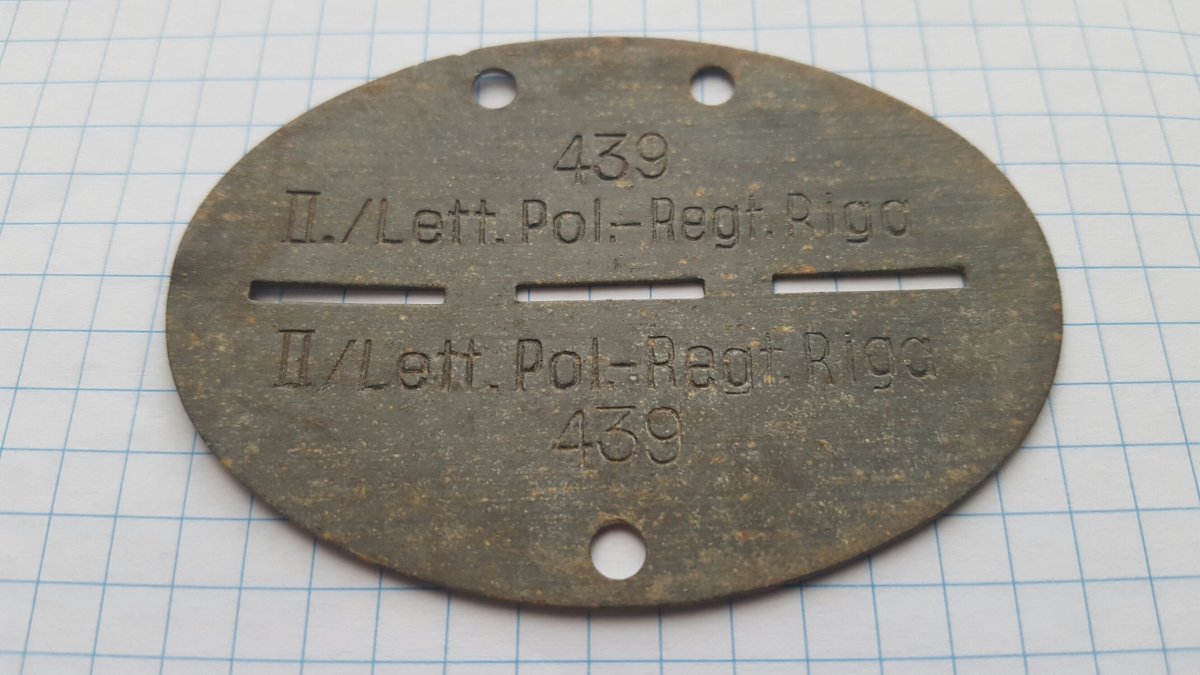 439
II./Lett.Pol.-Regt.Riga
II/Lett.Pol.-Regt.Riga
439